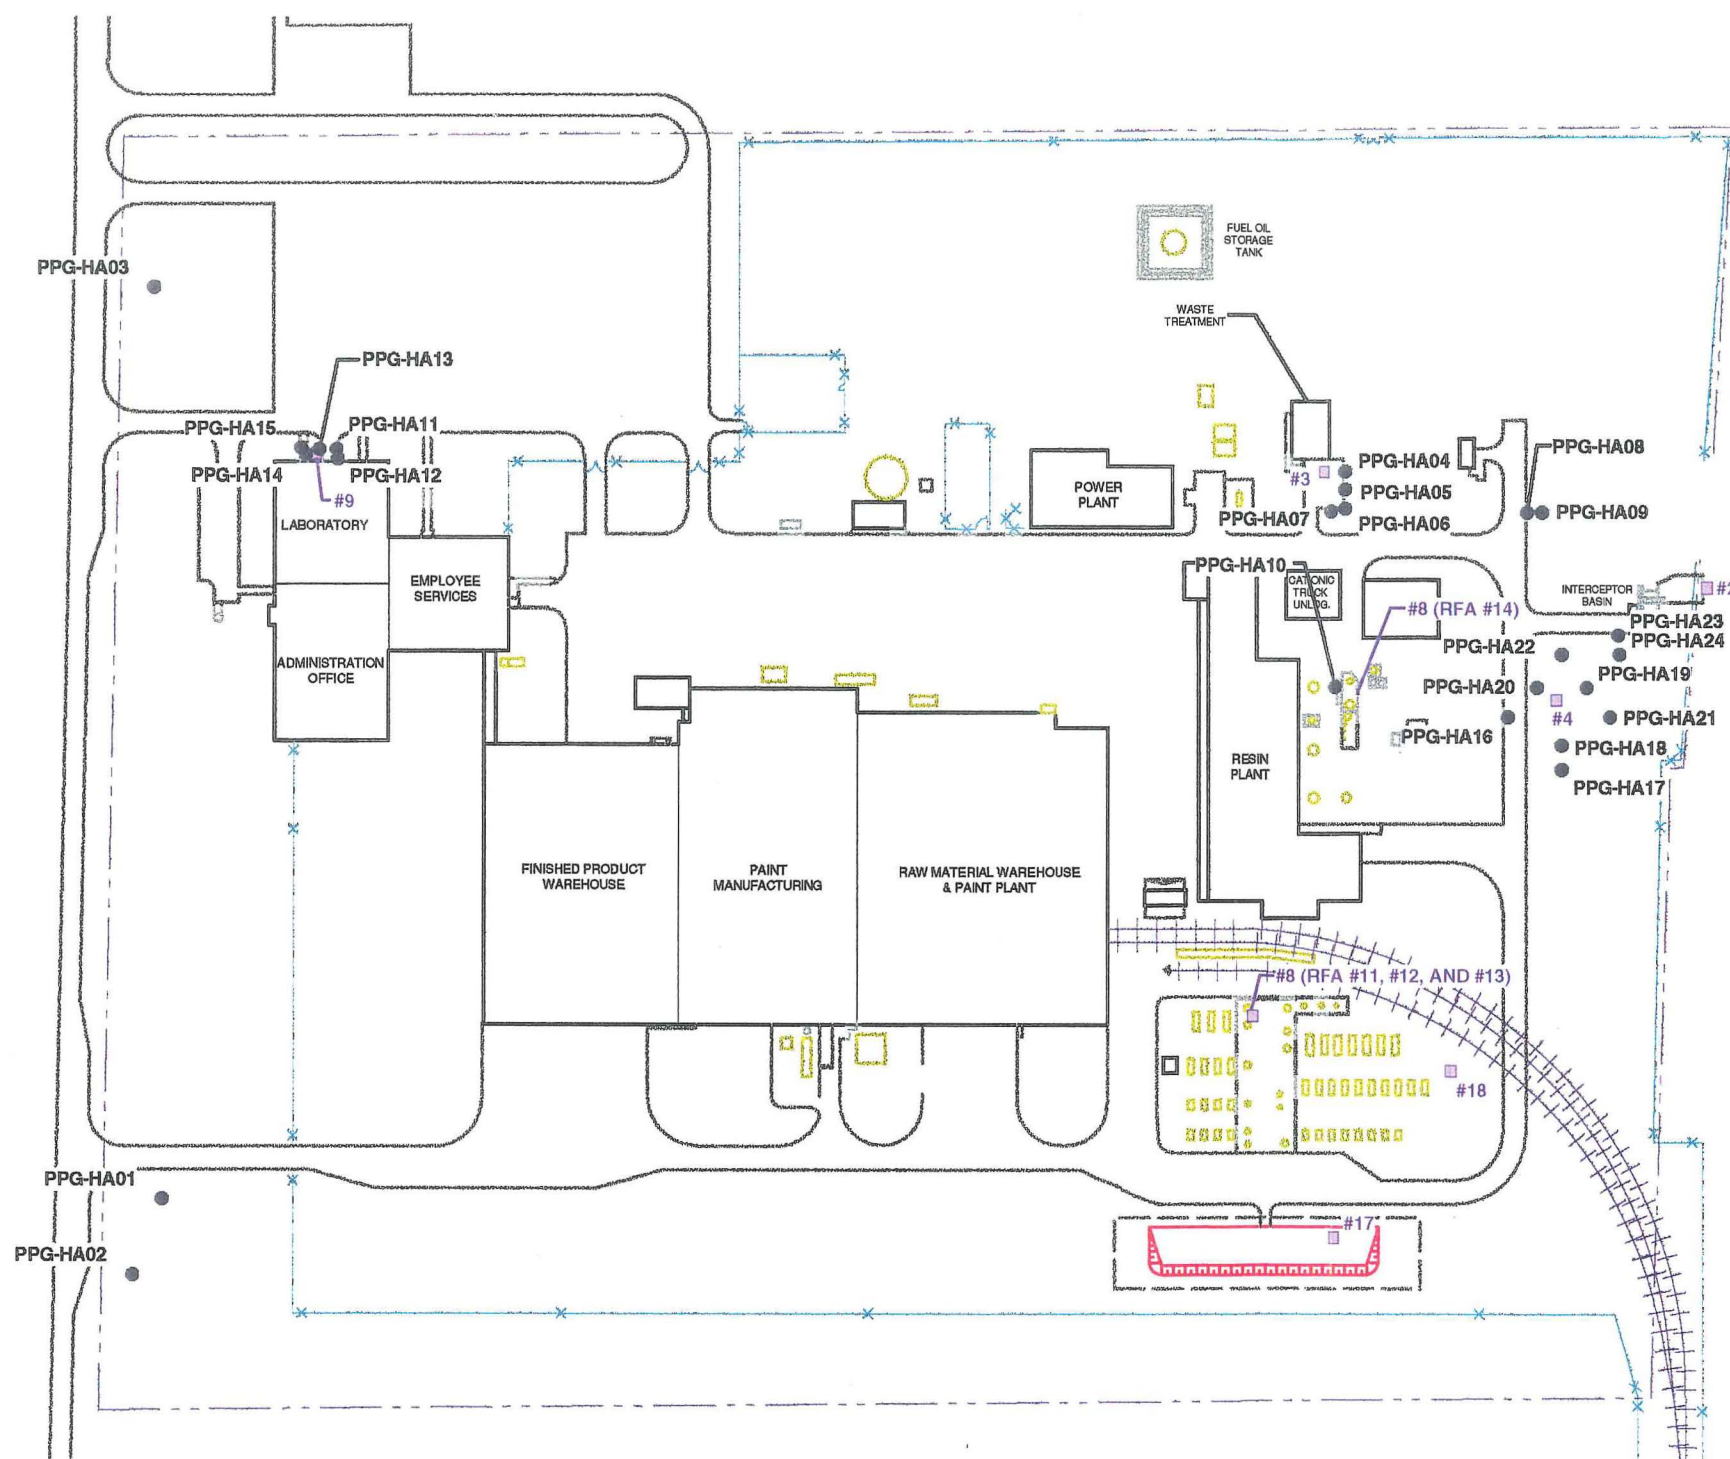 FUEL OIL
STORAGE
TANK
PPG-HA03
WASTE
TREATMENT
PPG-HA13
PPG-HA15
PPG-HA11
PPG-HA14
PPG-HA12
#9
LABORATORY
PPG-HA08
PPG-HA04
#3
PPG-HA05
POWER
PLANT
PPG-HA07
PPG-HA06
PPG-HA09
PPG-HA10
EMPLOYEE
SERVICES
CATIONIC
TRUCK
UNLDG.
INTERCEPTOR
BASIN
#8 (RFA #14)
PPG-HA23
PPG-HA24
PPG-HA22
ADMINISTRATION
OFFICE
PPG-HA19
PPG-HA20
#4
PPG-HA21
PPG-HA16
PPG-HA18
PPG-HA17
RESIN
PLANT
FINISHED PRODUCT
WAREHOUSE
PAINT
MANUFACTURING
RAW MATERIAL WAREHOUSE
& PAINT PLANT
#8 (RFA #11, #12, AND #13)
#18
PPG-HA01
#17
PPG-HA02